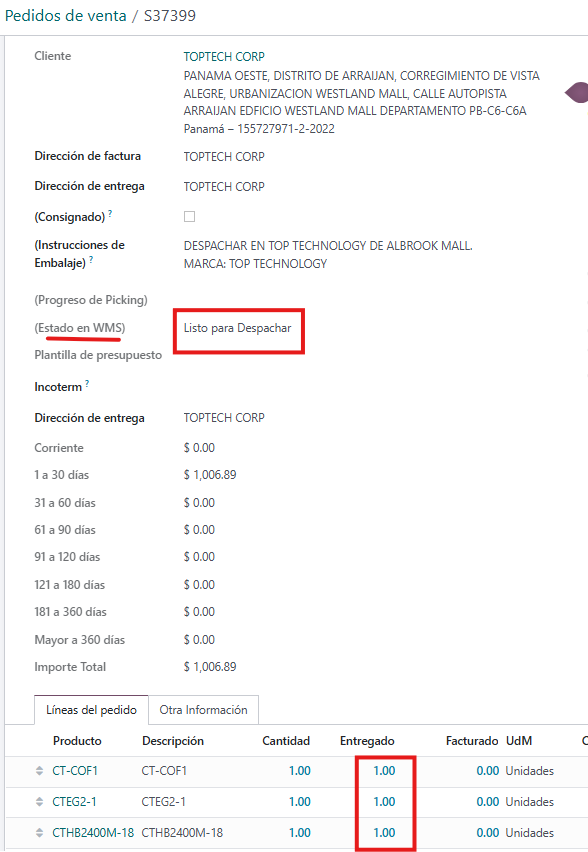 Pedidos de venta / S37399
Cliente TOPTECH CORP
PANAMA OESTE, DISTRITO DE ARRAIJAN, CORREGIMIENTO DE VISTA
ALEGRE, URBANIZACION WESTLAND MALL, CALLE AUTOPISTA
ARRAIJAN EDFICIO WESTLAND MALL DEPARTAMENTO PB-C6-C6A
Panamá – 155727971-2-2022
Dirección de factura TOPTECH CORP
Dirección de entrega TOPTECH CORP
(Consignado) ?
(Instrucciones de DESPACHAR EN TOP TECHNOLOGY DE ALBROOK MALL.
Embalaje) ? MARCA: TOP TECHNOLOGY
(Progreso de Picking)
(Estado en WMS) Listo para Despachar
Plantilla de presupuesto
Incoterm ?
Dirección de entrega TOPTECH CORP
Corriente $ 0.00
1 a 30 días $ 1,006.89
31 a 60 días $ 0.00
61 a 90 días $ 0.00
91 a 120 días $ 0.00
121 a 180 días $ 0.00
181 a 360 días $ 0.00
Mayor a 360 días $ 0.00
Importe Total $ 1,006.89
Líneas del pedido Otra Información
Producto Descripción Cantidad Entregado Facturado UdM C
CT-COF1 CT-COF1 1.00 1.00 0.00 Unidades
CTEG2-1 CTEG2-1 1.00 1.00 0.00 Unidades
CTHB2400M-18 CTHB2400M-18 1.00 1.00 0.00 Unidades